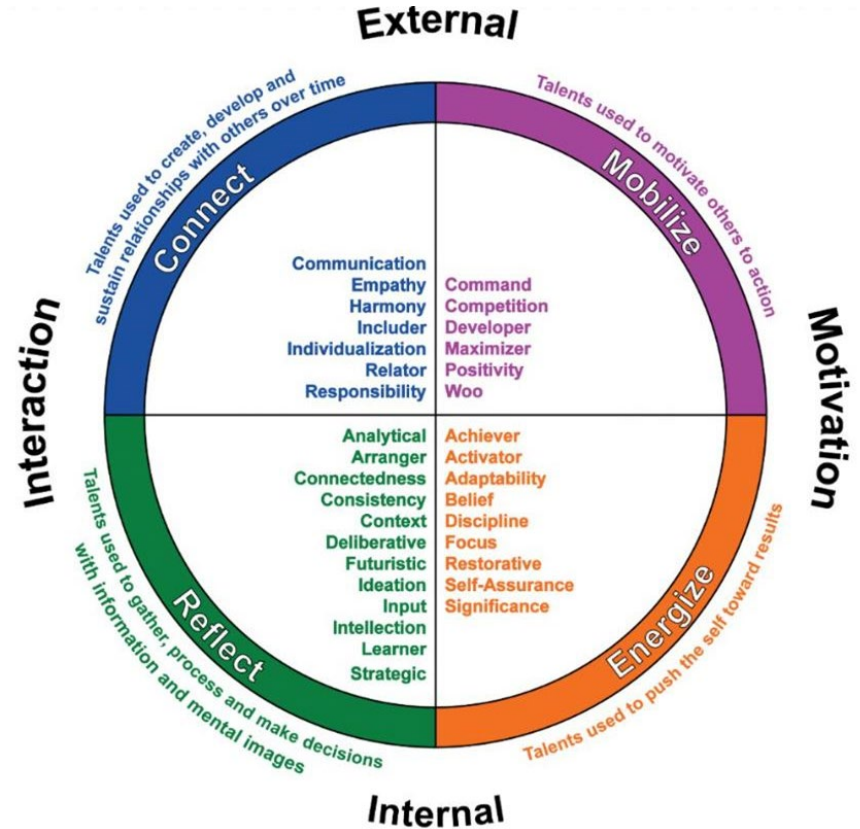 External
Talents used to create, develop and
sustain relationships with others over time
Connect
Talents used to motivate others to action
Mobilize
Interaction
Motivation
Communication
Empathy
Harmony
Includer
Individualization
Relator
Responsibility
Command
Competition
Developer
Maximizer
Positivity
Woo
Analytical
Arranger
Connectedness
Consistency
Context
Deliberative
Futuristic
Ideation
Input
Intellection
Learner
Strategic
Achiever
Activator
Adaptability
Belief
Discipline
Focus
Restorative
Self-Assurance
Significance
Reflect
Talents used to gather, process and make decisions
with information and mental images
Energize
Talents used to push the self toward results
Internal